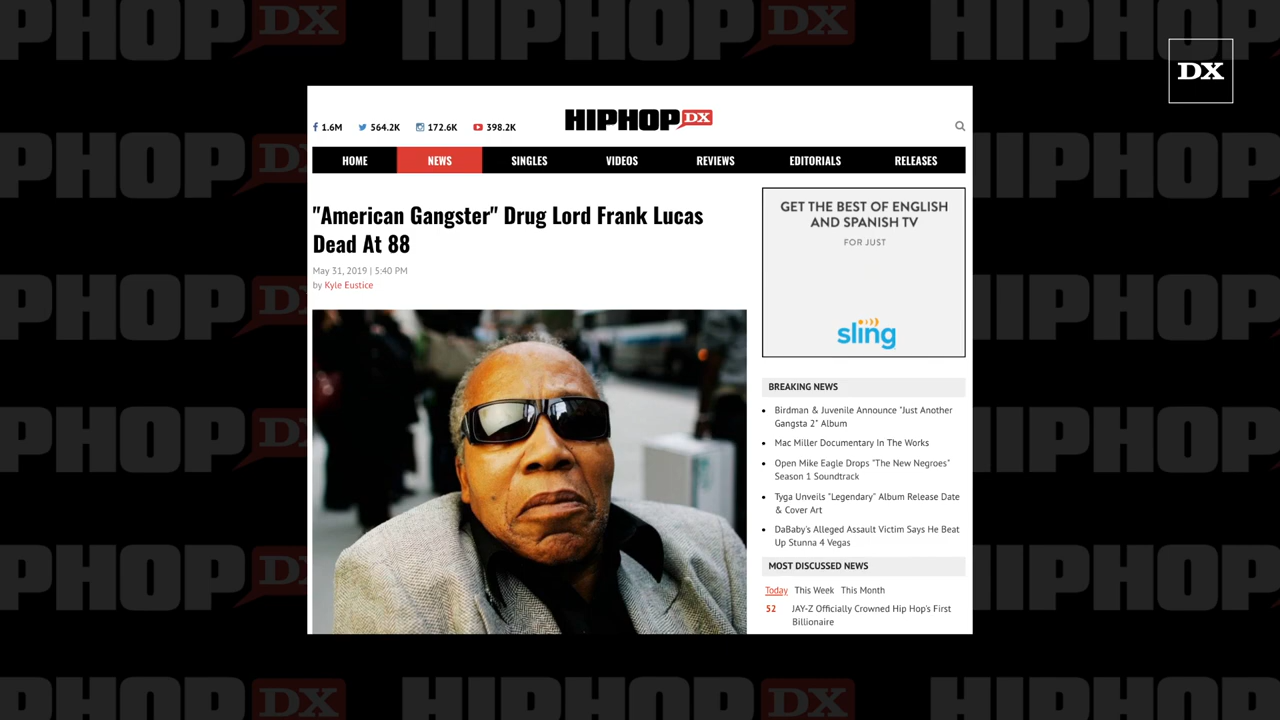 DX
1.6M 564.2K 172.6K 398.2K
HIPHOPDX
HOME NEWS SINGLES VIDEOS REVIEWS EDITORIALS RELEASES
"American Gangster" Drug Lord Frank Lucas
Dead At 88
May 31, 2019 | 5:40 PM
by Kyle Eustice
GET THE BEST OF ENGLISH
AND SPANISH TV
FOR JUST
sling
BREAKING NEWS
Birdman & Juvenile Announce "Just Another
Gangsta 2" Album
Mac Miller Documentary In The Works
Open Mike Eagle Drops "The New Negroes"
Season 1 Soundtrack
Tyga Unveils "Legendary" Album Release Date
& Cover Art
DaBaby's Alleged Assault Victim Says He Beat
Up Stunna 4 Vegas
MOST DISCUSSED NEWS
Today This Week This Month
52 JAY-Z Officially Crowned Hip Hop's First
Billionaire
HIPHOPDX